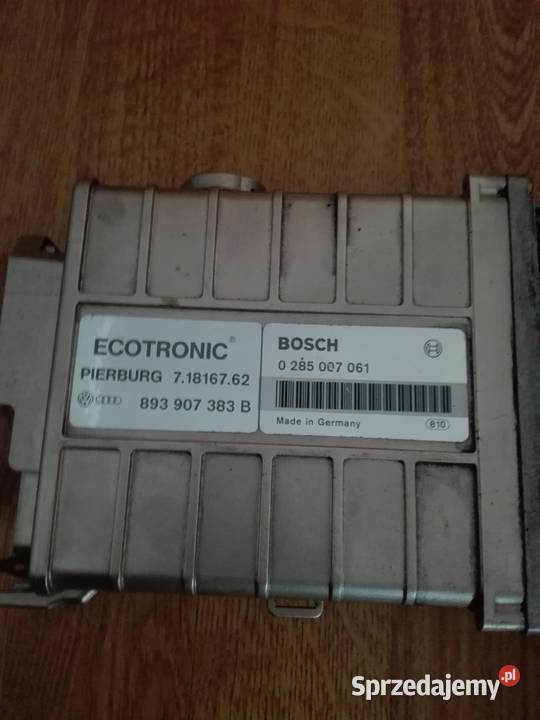 ECOTRONIC®
PIERBURG 7.18167.62
893 907 383 B
BOSCH
0 285 007 061
Made in Germany
810
Sprzedajemy.pl